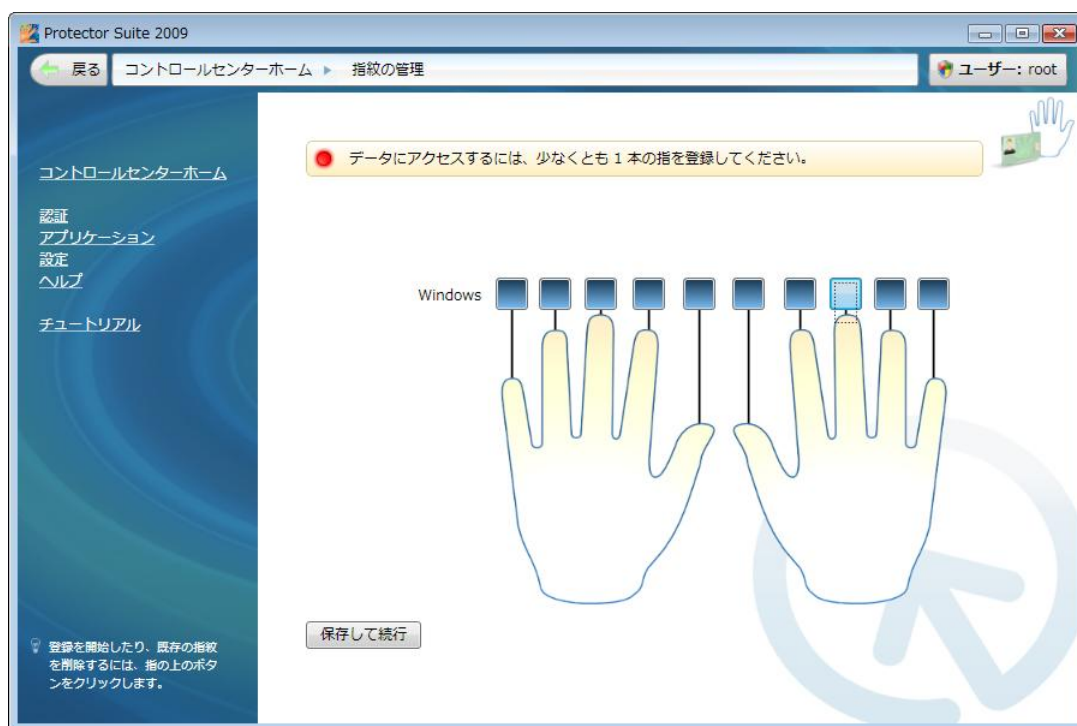 Protector Suite 2009
戻る
コントロールセンターホーム ▶ 指紋の管理
ユーザー: root
コントロールセンターホーム
認証
アプリケーション
設定
ヘルプ
チュートリアル
データにアクセスするには、少なくとも 1 本の指を登録してください。
Windows
保存して続行
登録を開始したり、既存の指紋
を削除するには、指の上のボタ
ンをクリックします。